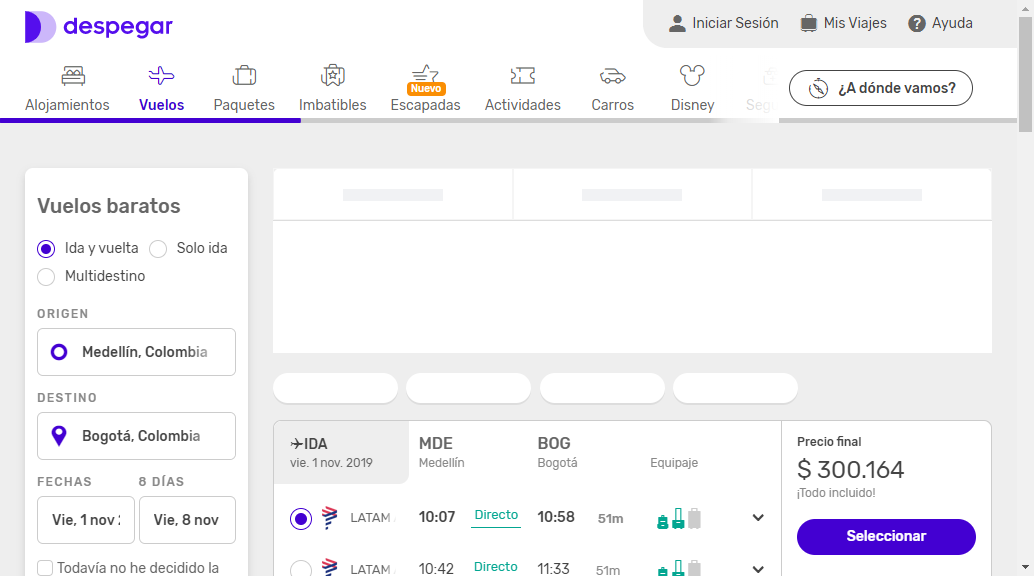 despegar
Iniciar Sesión
Mis Viajes
Ayuda
Alojamientos
Vuelos
Paquetes
Imbatibles
Nuevo
Escapadas
Actividades
Carros
Disney
¿A dónde vamos?
Vuelos baratos
Ida y vuelta
Solo ida
Multidestino
ORIGEN
Medellín, Colombia
DESTINO
Bogotá, Colombia
FECHAS
8 DÍAS
Vie, 1 nov
Vie, 8 nov
Todavía no he decidido la
IDA
vie. 1 nov. 2019
MDE
Medellín
BOG
Bogotá
Equipaje
LATAM
10:07
Directo
10:58
51m
LATAM
10:42
Directo
11:33
51m
Precio final
$ 300.164
¡Todo incluido!
Seleccionar